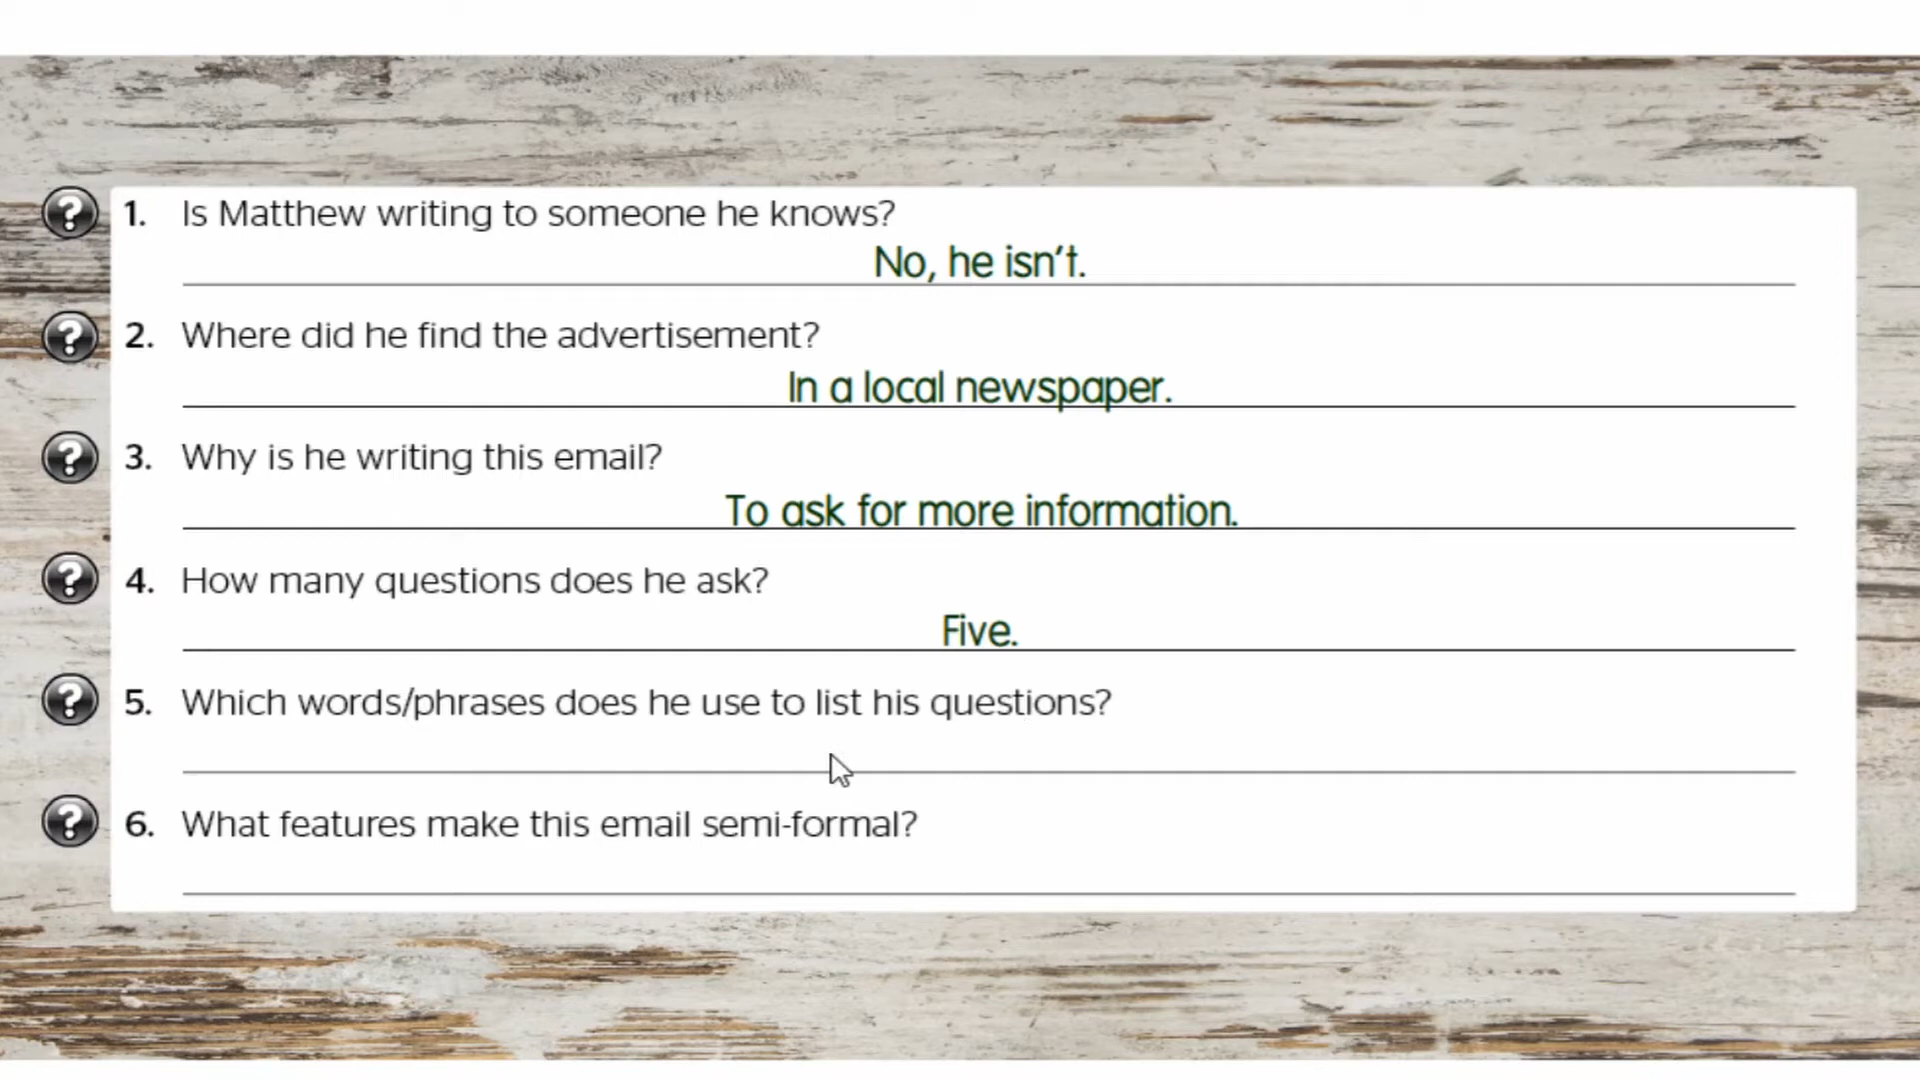 1. Is Matthew writing to someone he knows?
No, he isn't.
2. Where did he find the advertisement?
In a local newspaper.
3. Why is he writing this email?
To ask for more information.
4. How many questions does he ask?
Five.
5. Which words/phrases does he use to list his questions?
6. What features make this email semi-formal?